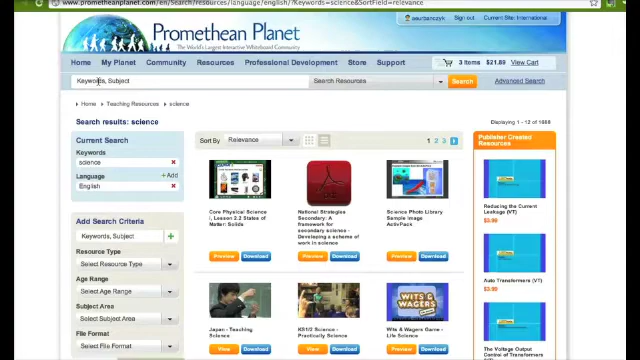 www.prometheanplanet.com/en/Search/resources/language/english/?Keywords=science&SortField=relevance
Promethean Planet
The World's Largest Interactive Whiteboard Community
aeurbanczyk Sign out Current Site: International
Home My Planet Community Resources Professional Development Store Support
3 Items $21.89 View Cart
Keywords, Subject Search Resources Search Advanced Search
Home Teaching Resources science
Search results: science Displaying 1 - 12 of 1688
Current Search
Keywords
science
Language + Add
English
Add Search Criteria
Keywords, Subject
Resource Type
Select Resource Type
Age Range
Select Age Range
Subject Area
Select Subject Area
File Format
Select File Format
Sort By Relevance 1 2 3
Core Physical Science
I, Lesson 2.2 States of
Matter: Solids
Preview Download
National Strategies
Secondary: A
framework for
secondary science -
Developing a scheme
of work in science
Preview Download
Science Photo Library
Sample Image
ActivPack
Preview Download
Japan - Teaching
Science
View Download
KS1/2 Science -
Practically Science
View Download
WITS &
WAGERS
Wits & Wagers Game -
Life Science
Preview Download
Publisher Created
Resources
Reducing the Current
Leakage (VT)
$3.99
Auto Transformers (VT)
$3.99
The Voltage Output
Control of Transformers